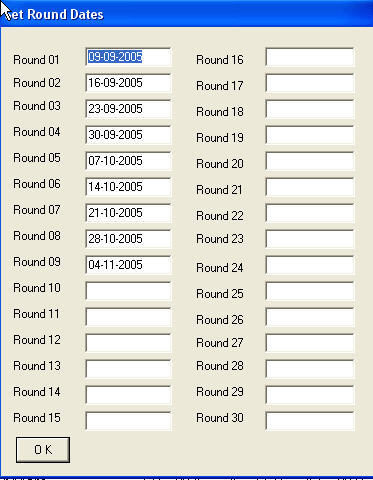 et Round Dates
Round 01 09-09-2005
Round 02 16-09-2005
Round 03 23-09-2005
Round 04 30-09-2005
Round 05 07-10-2005
Round 06 14-10-2005
Round 07 21-10-2005
Round 08 28-10-2005
Round 09 04-11-2005
Round 10
Round 11
Round 12
Round 13
Round 14
Round 15
Round 16
Round 17
Round 18
Round 19
Round 20
Round 21
Round 22
Round 23
Round 24
Round 25
Round 26
Round 27
Round 28
Round 29
Round 30
O K